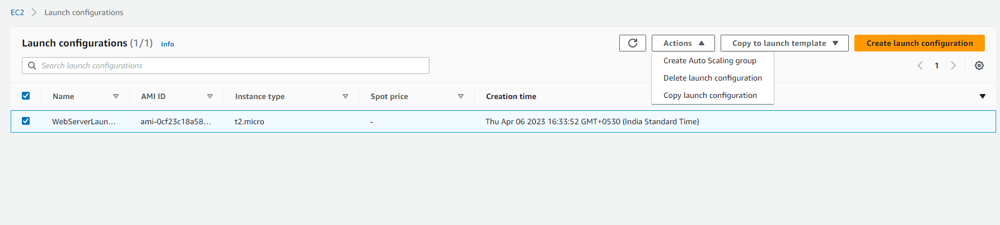 EC2 Launch configurations
Launch configurations (1/1) Info
Actions Copy to launch template Create launch configuration
Search launch configurations
1
Create Auto Scaling group
Delete launch configuration
Copy launch configuration
Name AMI ID Instance type Spot price Creation time
WebServerLaun... ami-0cf23c18a58... t2.micro - Thu Apr 06 2023 16:33:52 GMT+0530 (India Standard Time)